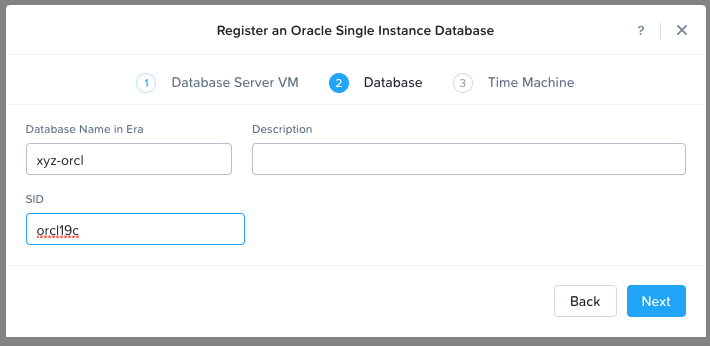 Register an Oracle Single Instance Database ?
1 Database Server VM 2 Database 3 Time Machine
Database Name in Era Description
xyz-orcl
SID
orcl19c
Back Next